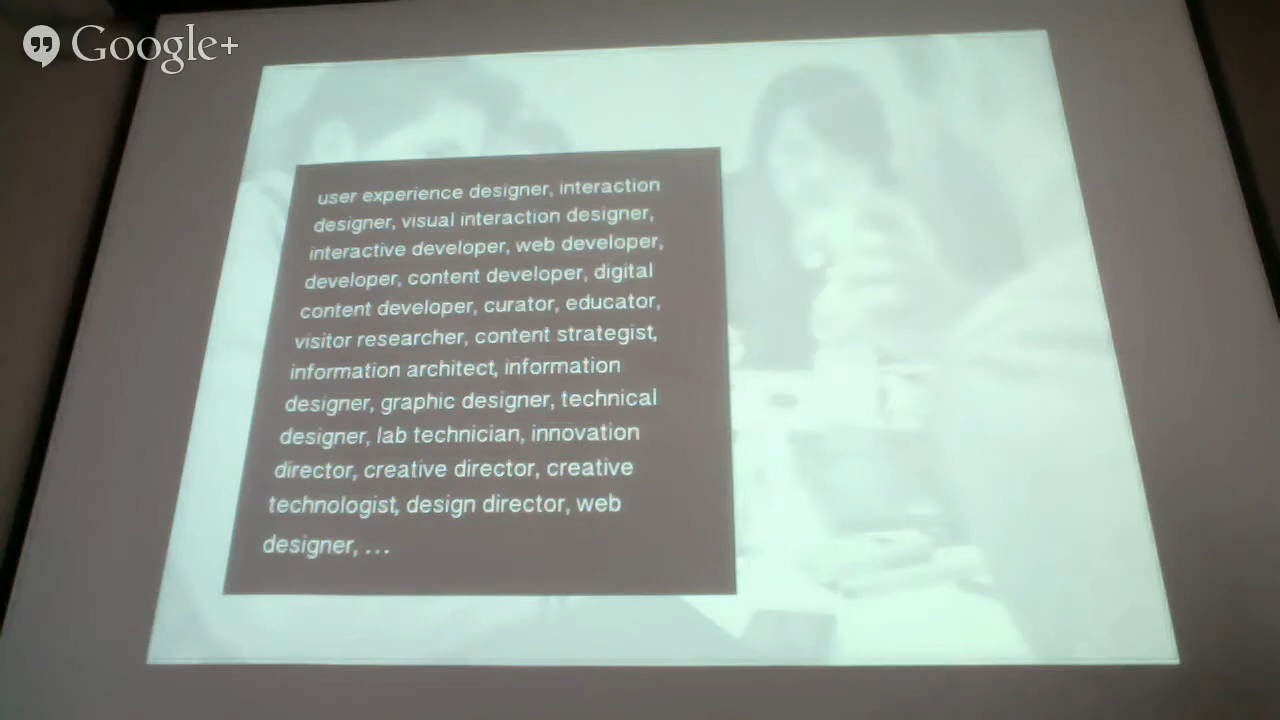 Google+
user experience designer, interaction
designer, visual interaction designer,
interactive developer, web developer,
developer, content developer, digital
content developer, curator, educator,
visitor researcher, content strategist,
information architect, information
designer, graphic designer, technical
designer, lab technician, innovation
director, creative director, creative
technologist, design director, web
designer, ...